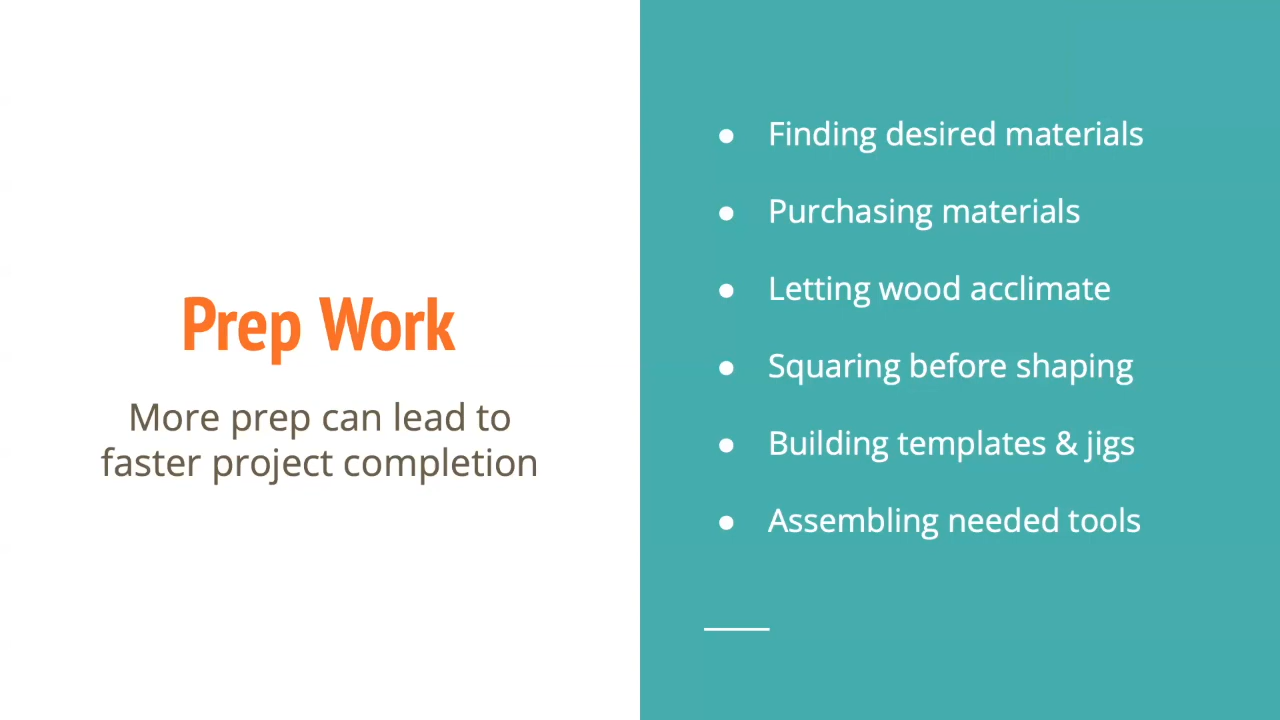 Prep Work
More prep can lead to
faster project completion
● Finding desired materials
● Purchasing materials
● Letting wood acclimate
● Squaring before shaping
● Building templates & jigs
● Assembling needed tools